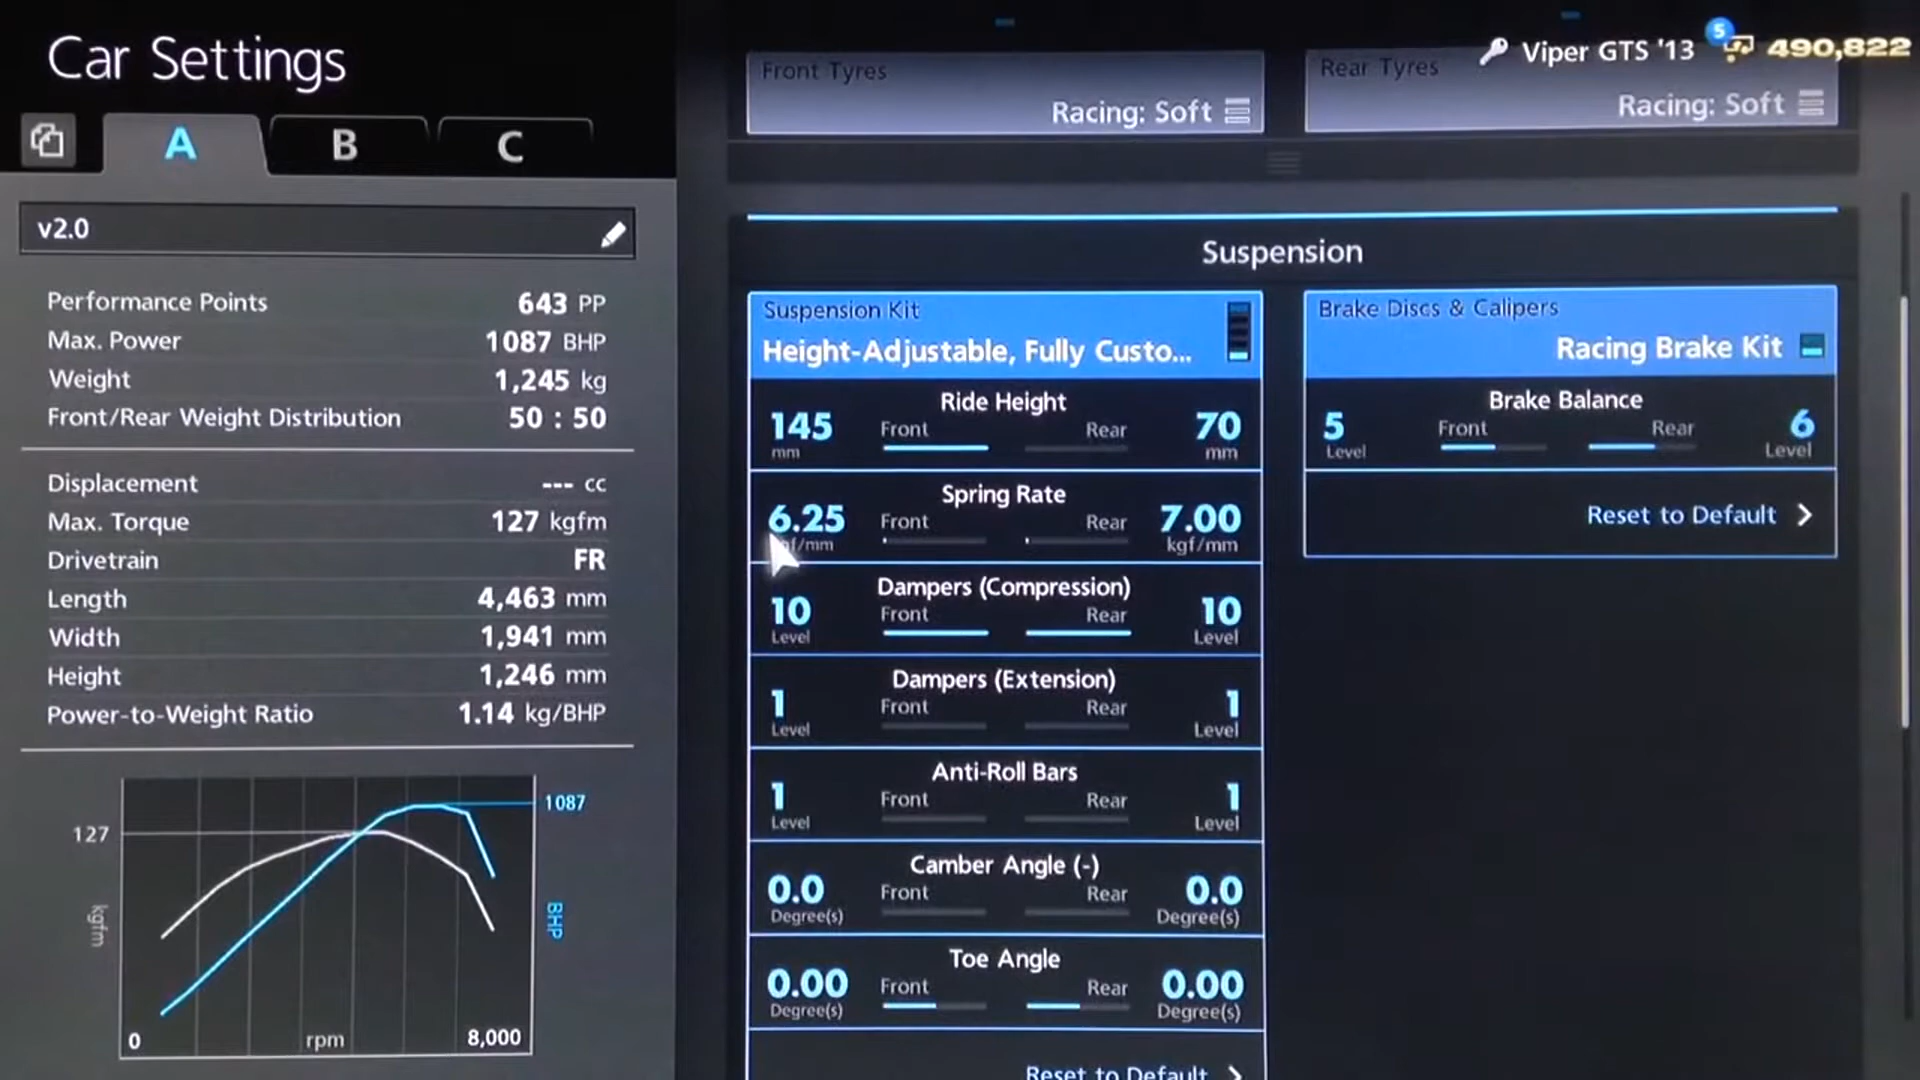 Car Settings
A
B
C
v2.0
Performance Points 643 PP
Max. Power 1087 BHP
Weight 1,245 kg
Front/Rear Weight Distribution 50 : 50
Displacement --- cc
Max. Torque 127 kgfm
Drivetrain FR
Length 4,463 mm
Width 1,941 mm
Height 1,246 mm
Power-to-Weight Ratio 1.14 kg/BHP
1087
127
kgfm
BHP
0 rpm 8,000
5
Viper GTS '13 490,822
Front Tyres
Racing: Soft
Rear Tyres
Racing: Soft
Suspension
Suspension Kit
Height-Adjustable, Fully Custo...
Ride Height
145 Front Rear 70
mm mm
Spring Rate
6.25 Front Rear 7.00
kgf/mm
Dampers (Compression)
10 Front Rear 10
Level Level
Dampers (Extension)
1 Front Rear 1
Level Level
Anti-Roll Bars
1 Front Rear 1
Level Level
Camber Angle (-)
0.0 Front Rear 0.0
Degree(s) Degree(s)
Toe Angle
0.00 Front Rear 0.00
Degree(s) Degree(s)
Reset to Default
Brake Discs & Calipers
Racing Brake Kit
Brake Balance
5 Front Rear 6
Level Level
Reset to Default